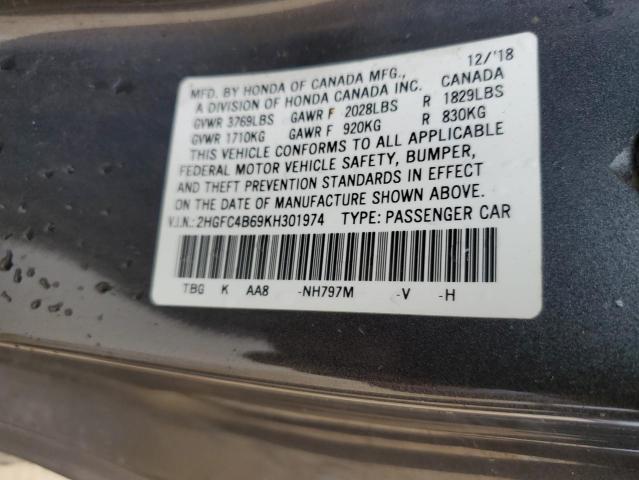 MFD. BY HONDA OF CANADA MFG., 12/'18
A DIVISION OF HONDA CANADA INC. CANADA
GVWR 3769LBS GAWR F 2028LBS R 1829LBS
GVWR 1710KG GAWR F 920KG R 830KG
THIS VEHICLE CONFORMS TO ALL APPLICABLE
FEDERAL MOTOR VEHICLE SAFETY, BUMPER,
AND THEFT PREVENTION STANDARDS IN EFFECT
ON THE DATE OF MANUFACTURE SHOWN ABOVE.
V.I.N.: 2HGFC4B69KH301974 TYPE: PASSENGER CAR
TBG K AA8 -NH797M -V -H